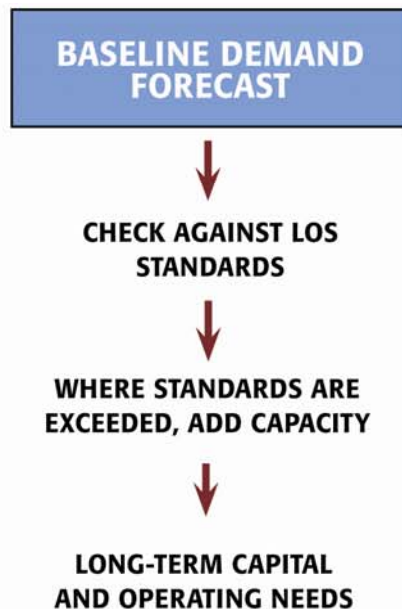 BASELINE DEMAND
FORECAST
CHECK AGAINST LOS
STANDARDS
WHERE STANDARDS ARE
EXCEEDED, ADD CAPACITY
LONG-TERM CAPITAL
AND OPERATING NEEDS